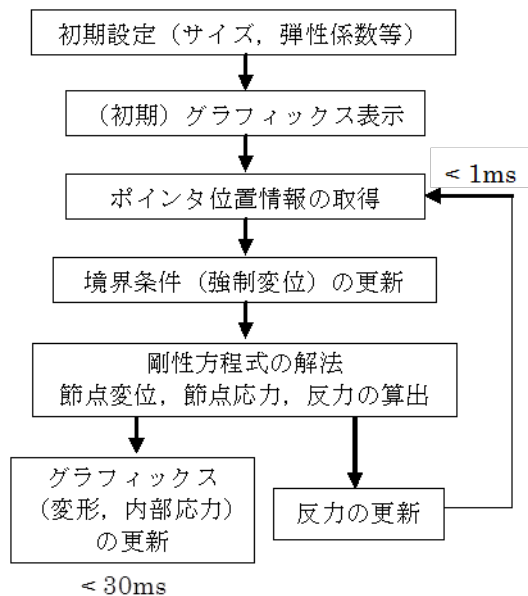 初期設定（サイズ，弾性係数等）
（初期）グラフィックス表示
< 1ms
ポインタ位置情報の取得
境界条件（強制変位）の更新
剛性方程式の解法
節点変位，節点応力，反力の算出
グラフィックス
（変形，内部応力）
の更新
反力の更新
< 30ms